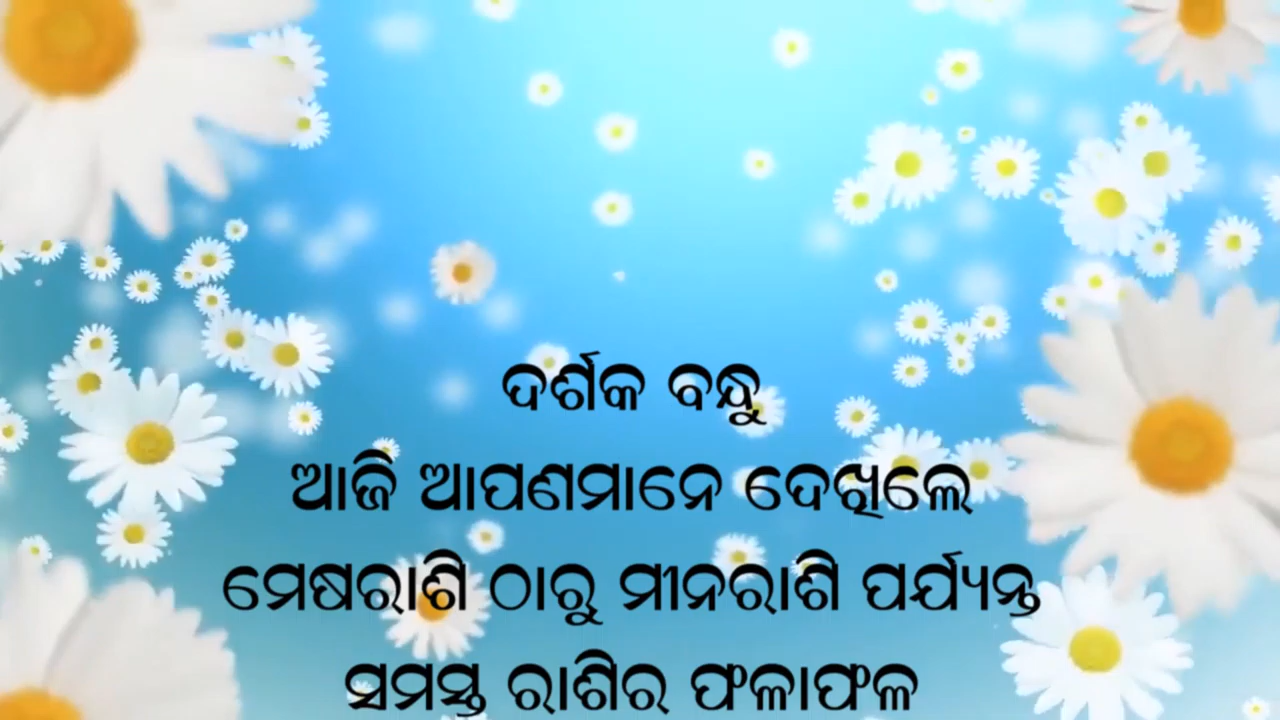 ଦର୍ଶକ ବନ୍ଧୁ
ଆଜି ଆପଣମାନେ ଦେଖିଲେ
ମେଷରାଶି ଠାରୁ ମୀନରାଶି ପର୍ଯ୍ୟନ୍ତ
ସମସ୍ତ ରାଶିର ଫଳାଫଳ